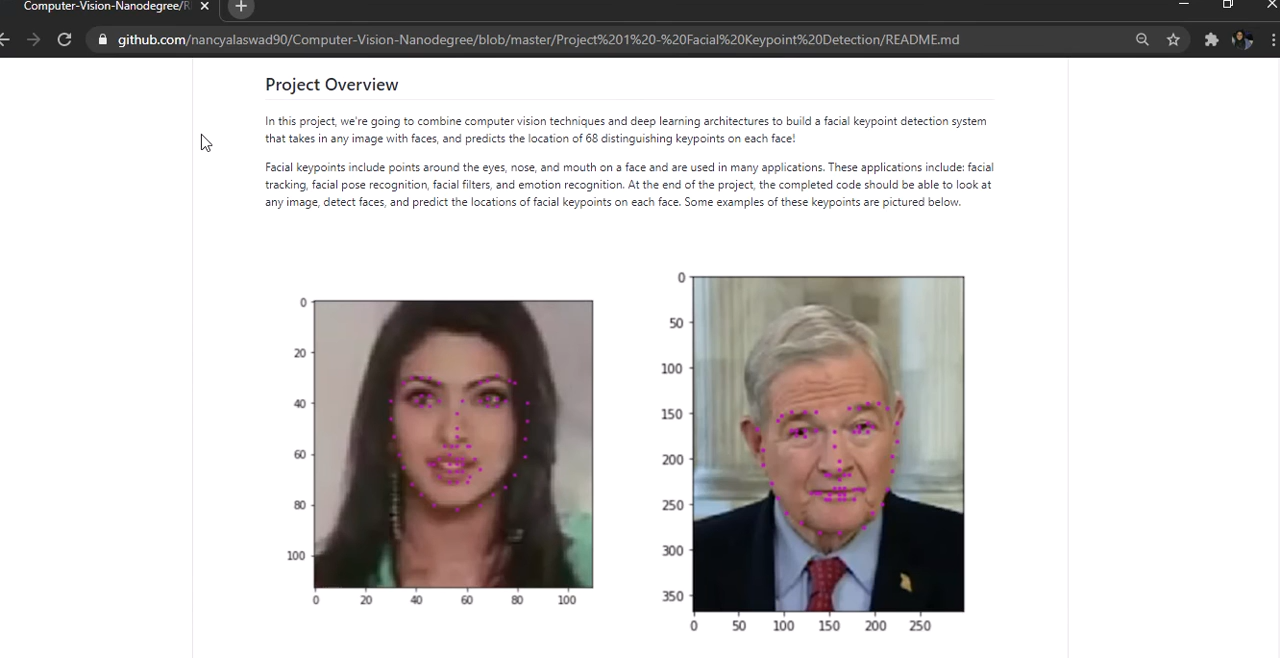 Computer-Vision-Nanodegree/R
github.com/nancyalaswad90/Computer-Vision-Nanodegree/blob/master/Project%201%20-%20Facial%20Keypoint%20Detection/README.md
Project Overview
In this project, we're going to combine computer vision techniques and deep learning architectures to build a facial keypoint detection system
that takes in any image with faces, and predicts the location of 68 distinguishing keypoints on each face!
Facial keypoints include points around the eyes, nose, and mouth on a face and are used in many applications. These applications include: facial
tracking, facial pose recognition, facial filters, and emotion recognition. At the end of the project, the completed code should be able to look at
any image, detect faces, and predict the locations of facial keypoints on each face. Some examples of these keypoints are pictured below.
0
20
40
60
80
100
0 20 40 60 80 100
0
50
100
150
200
250
300
350
0 50 100 150 200 250